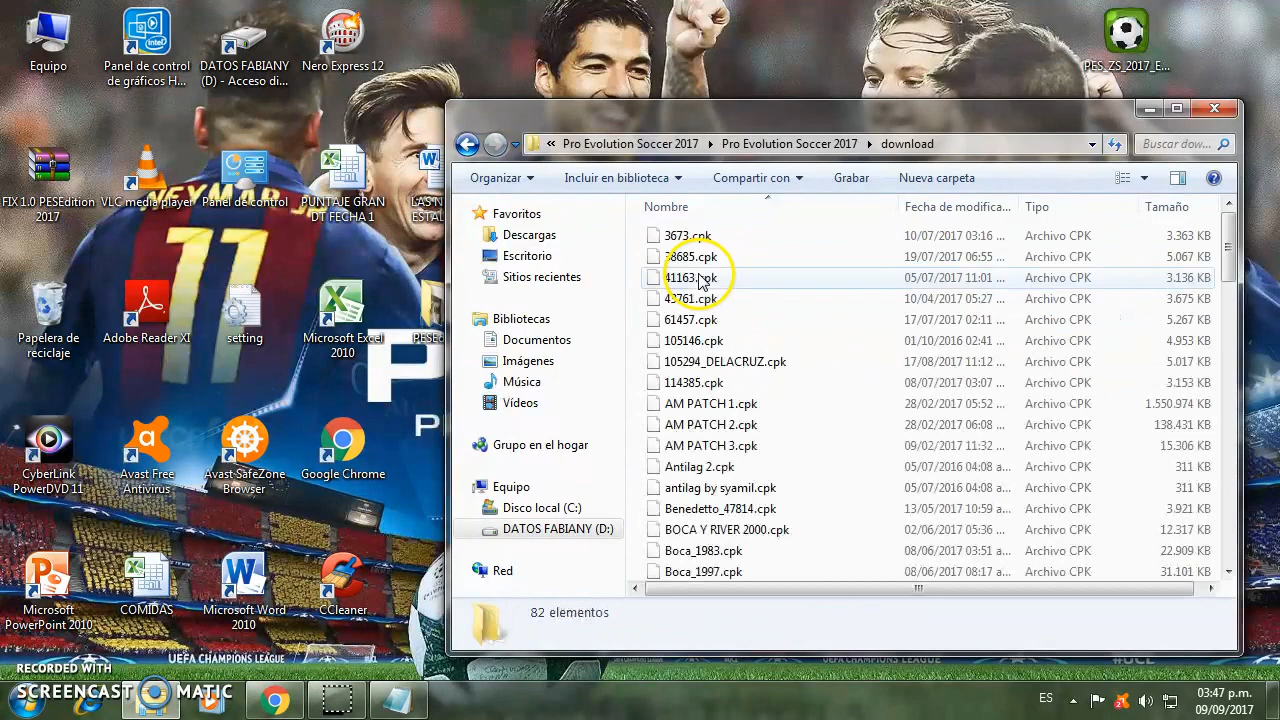 Equipo
Panel de control
de gráficos H...
DATOS FABIANY
(D) - Acceso di...
Nero Express 12
PES_ZS_2017_E...
FIX 1.0 PESEdition
2017
VLC media player
Panel de control
PUNTAJE GRAN
DT FECHA 1
LAS N
ESTAL
NEYMAR JR
11
Papelera de
reciclaje
Adobe Reader XI
setting
Microsoft Excel
2010
PESEd
P
P
CyberLink
PowerDVD 11
Avast Free
Antivirus
Avast SafeZone
Browser
Google Chrome
Microsoft
PowerPoint 2010
COMIDAS
Microsoft Word
2010
CCleaner
« Pro Evolution Soccer 2017 Pro Evolution Soccer 2017 download
Buscar dow...
Organizar Incluir en biblioteca Compartir con Grabar Nueva carpeta
Favoritos
Descargas
Escritorio
Sitios recientes
Bibliotecas
Documentos
Imágenes
Música
Vídeos
Grupo en el hogar
Equipo
Disco local (C:)
DATOS FABIANY (D:)
Red
Nombre Fecha de modifica... Tipo Tamaño
3673.cpk 10/07/2017 03:16 ... Archivo CPK 3.363 KB
38685.cpk 19/07/2017 06:55 ... Archivo CPK 5.067 KB
41163.cpk 05/07/2017 11:01 ... Archivo CPK 3.136 KB
45761.cpk 10/04/2017 05:27 ... Archivo CPK 3.675 KB
61457.cpk 17/07/2017 02:11 ... Archivo CPK 5.267 KB
105146.cpk 01/10/2016 02:41 ... Archivo CPK 4.953 KB
105294_DELACRUZ.cpk 17/08/2017 11:12 ... Archivo CPK 5.017 KB
114385.cpk 08/07/2017 03:07 ... Archivo CPK 3.153 KB
AM PATCH 1.cpk 28/02/2017 05:52 ... Archivo CPK 1.550.974 KB
AM PATCH 2.cpk 28/02/2017 06:08 ... Archivo CPK 138.431 KB
AM PATCH 3.cpk 09/02/2017 11:32 ... Archivo CPK 15.306 KB
Antilag 2.cpk 05/07/2016 04:08 a... Archivo CPK 311 KB
antilag by syamil.cpk 05/07/2016 04:08 a... Archivo CPK 311 KB
Benedetto_47814.cpk 13/05/2017 10:59 a... Archivo CPK 3.921 KB
BOCA Y RIVER 2000.cpk 02/06/2017 05:36 ... Archivo CPK 12.317 KB
Boca_1983.cpk 08/06/2017 03:51 a... Archivo CPK 22.909 KB
Boca_1997.cpk 08/06/2017 08:17 a... Archivo CPK 31.101 KB
82 elementos
UEFA CHAMPIONS LEAGUE
#UCL
RECORDED WITH
SCREENCAST MATIC
ES
03:47 p.m.
09/09/2017